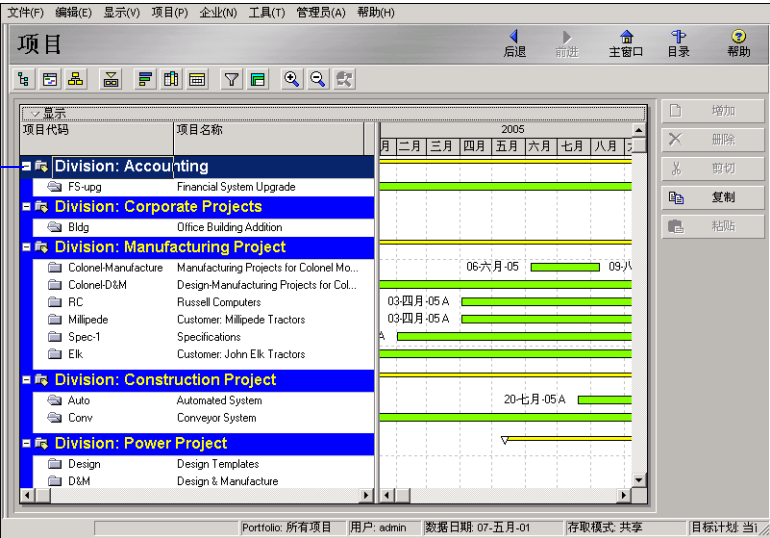 文件(F) 编辑(E) 显示(V) 项目(P) 企业(N) 工具(T) 管理员(A) 帮助(H)
项目
后退 前进 主窗口 目录 帮助
显示
项目代码 项目名称
2005
月 二月 三月 四月 五月 六月 七月 八月
Division: Accounting
FS-upg Financial System Upgrade
Division: Corporate Projects
Bldg Office Building Addition
Division: Manufacturing Project
Colonel-Manufacture Manufacturing Projects for Colonel Mo... 06-六月-05 09-八
Colonel-D&M Design-Manufacturing Projects for Col...
RC Russell Computers 03-四月-05 A
Millipede Customer: Millipede Tractors 03-四月-05 A
Spec-1 Specifications A
Elk Customer: John Elk Tractors
Division: Construction Project
Auto Automated System 20-七月-05 A
Conv Conveyor System
Division: Power Project
Design Design Templates
D&M Design & Manufacture
增加
删除
剪切
复制
粘贴
Portfolio: 所有项目 用户: admin 数据日期: 07-五月-01 存取模式: 共享 目标计划: 当前